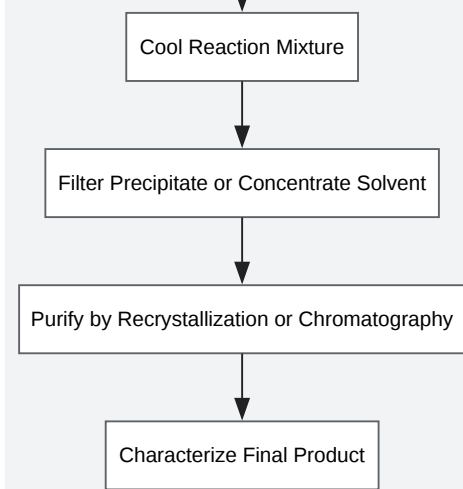 Cool Reaction Mixture
Filter Precipitate or Concentrate Solvent
Purify by Recrystallization or Chromatography
Characterize Final Product